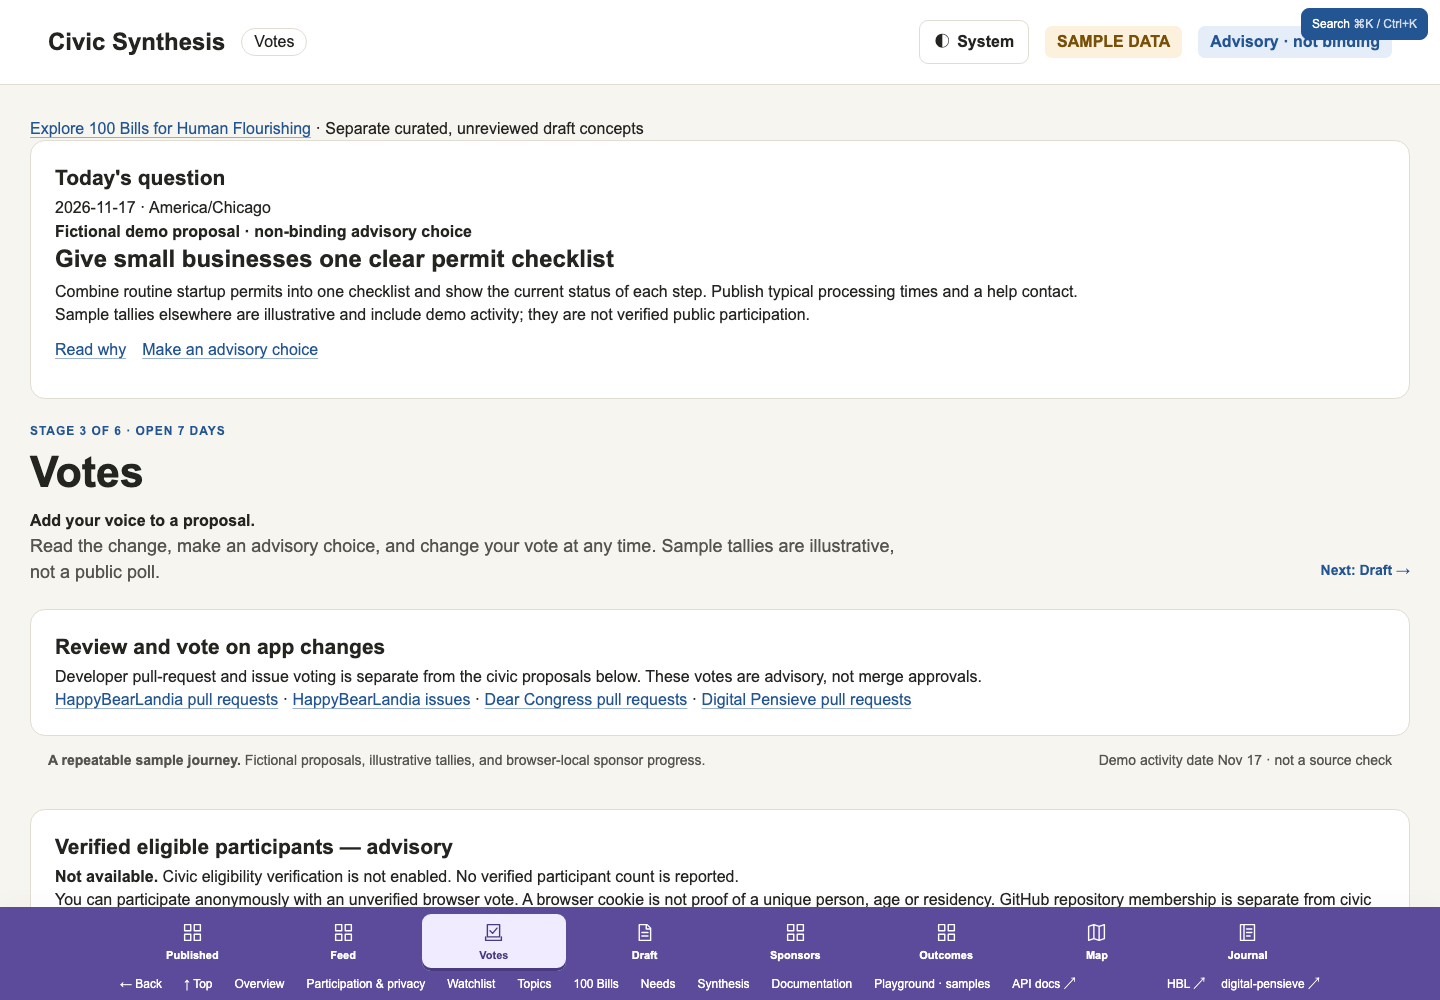 Civic Synthesis Votes System SAMPLE DATA Advisory · not binding
Search ⌘K / Ctrl+K
Explore 100 Bills for Human Flourishing · Separate curated, unreviewed draft concepts
Today's question
2026-11-17 · America/Chicago
Fictional demo proposal · non-binding advisory choice
Give small businesses one clear permit checklist
Combine routine startup permits into one checklist and show the current status of each step. Publish typical processing times and a help contact.
Sample tallies elsewhere are illustrative and include demo activity; they are not verified public participation.
Read why Make an advisory choice
STAGE 3 OF 6 · OPEN 7 DAYS
Votes
Add your voice to a proposal.
Read the change, make an advisory choice, and change your vote at any time. Sample tallies are illustrative,
not a public poll.
Next: Draft →
Review and vote on app changes
Developer pull-request and issue voting is separate from the civic proposals below. These votes are advisory, not merge approvals.
HappyBearLandia pull requests · HappyBearLandia issues · Dear Congress pull requests · Digital Pensieve pull requests
A repeatable sample journey. Fictional proposals, illustrative tallies, and browser-local sponsor progress.
Demo activity date Nov 17 · not a source check
Verified eligible participants — advisory
Not available. Civic eligibility verification is not enabled. No verified participant count is reported.
You can participate anonymously with an unverified browser vote. A browser cookie is not proof of a unique person, age or residency. GitHub repository membership is separate from civic
Published Feed Votes Draft Sponsors Outcomes Map Journal
← Back ↑ Top Overview Participation & privacy Watchlist Topics 100 Bills Needs Synthesis Documentation Playground · samples API docs ↗ HBL ↗ digital-pensieve ↗